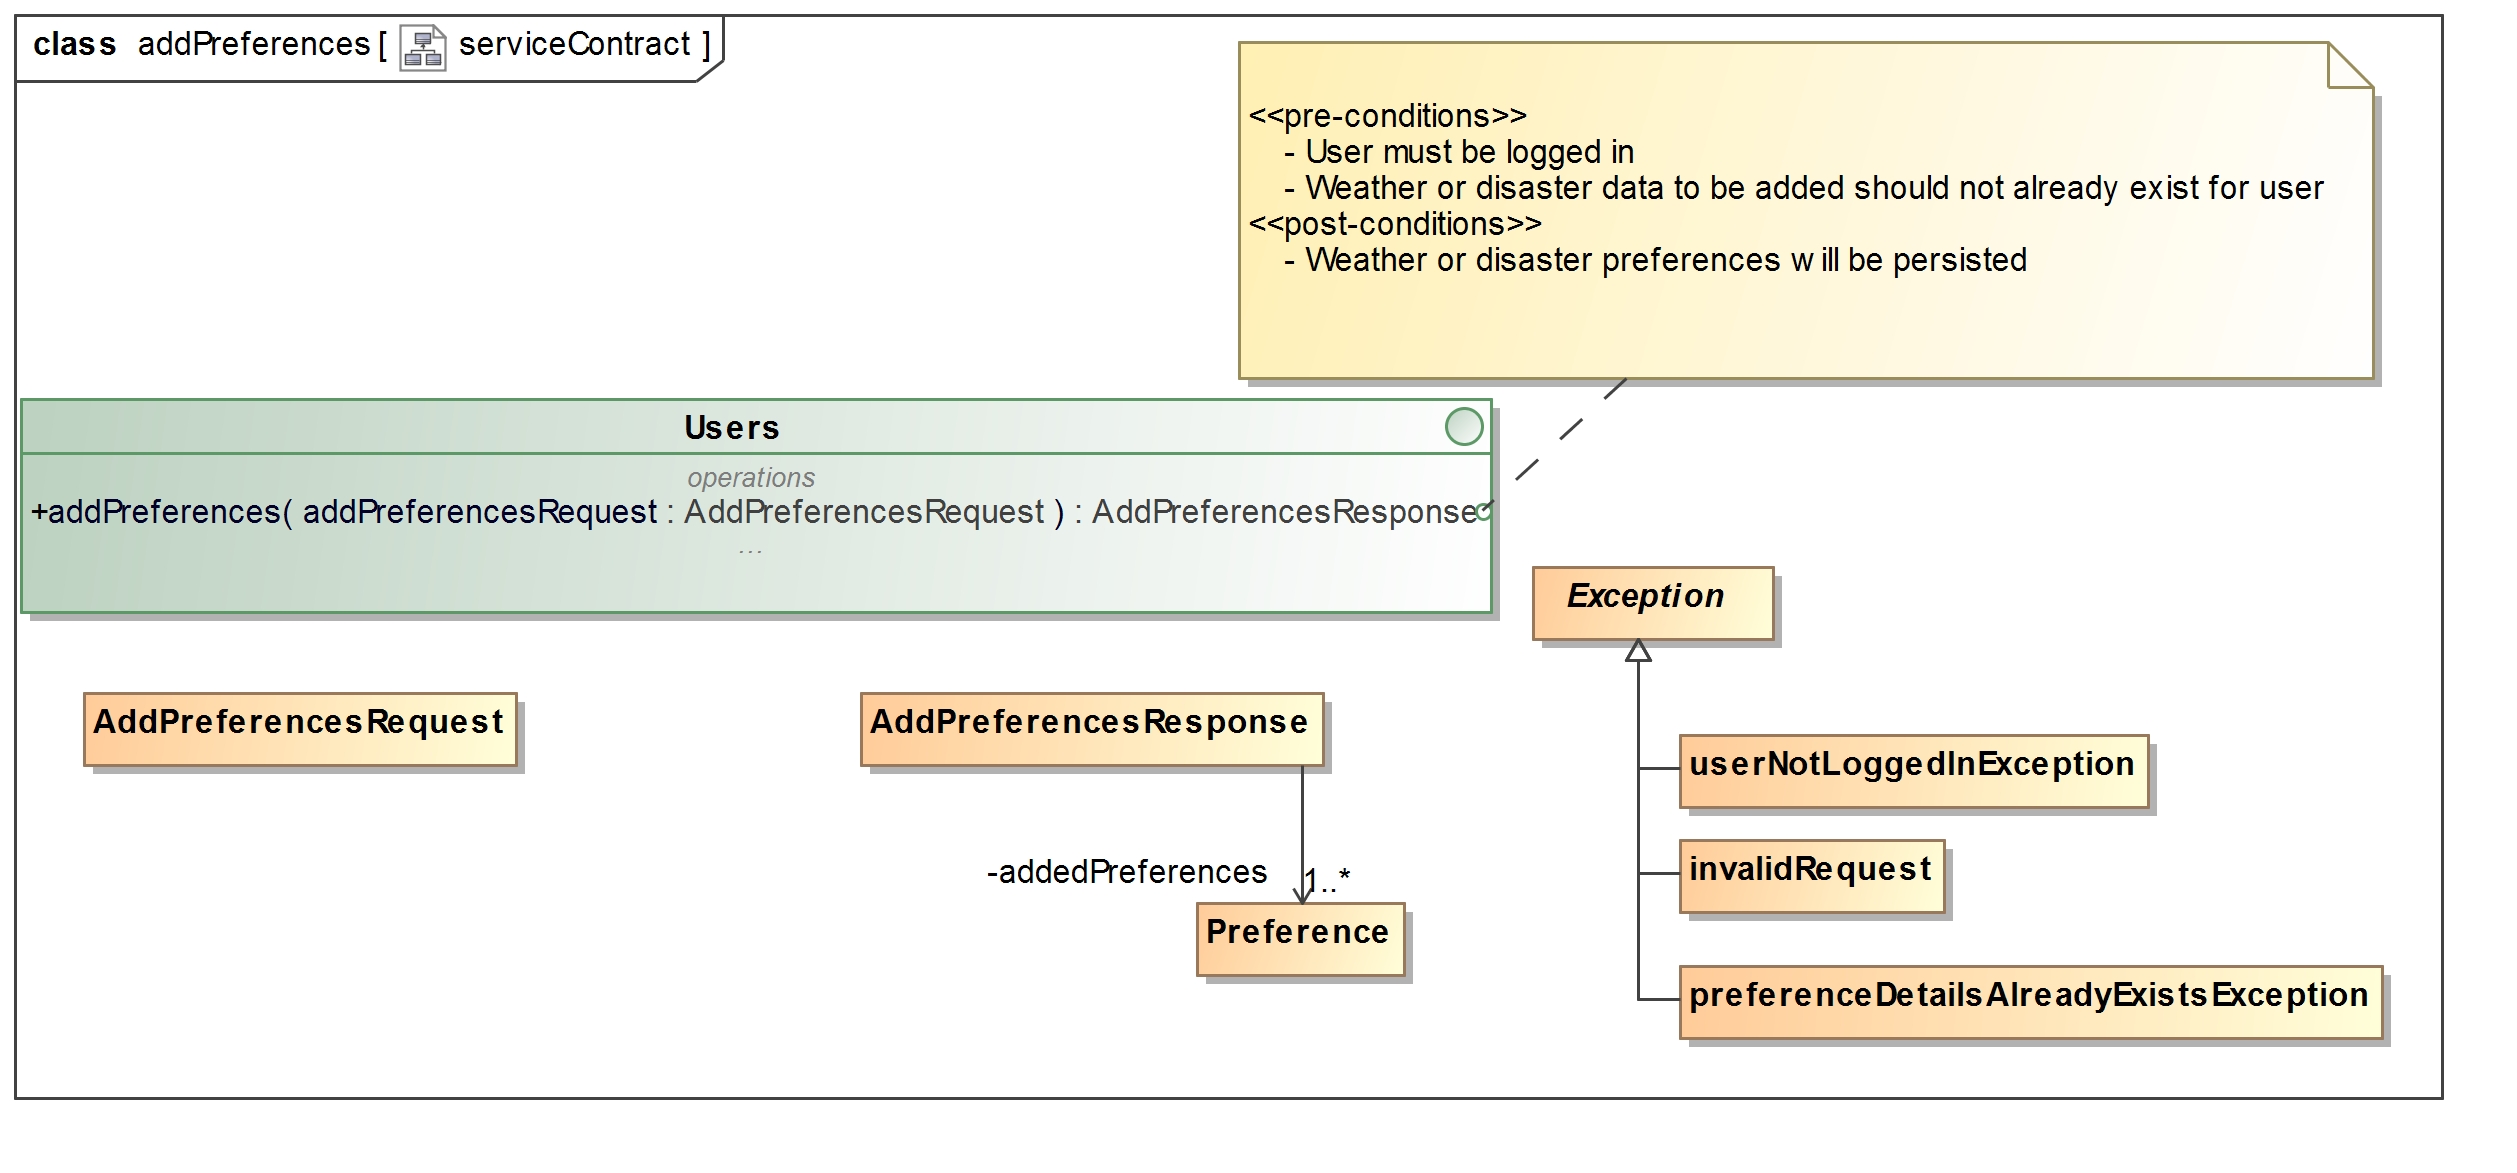 class addPreferences [ serviceContract ]
<<pre-conditions>>
- User must be logged in
- Weather or disaster data to be added should not already exist for user
<<post-conditions>>
- Weather or disaster preferences will be persisted
Users
operations
+addPreferences( addPreferencesRequest : AddPreferencesRequest ) : AddPreferencesResponse
...
Exception
AddPreferencesRequest
AddPreferencesResponse
userNotLoggedInException
-addedPreferences
1..*
invalidRequest
Preference
preferenceDetailsAlreadyExistsException